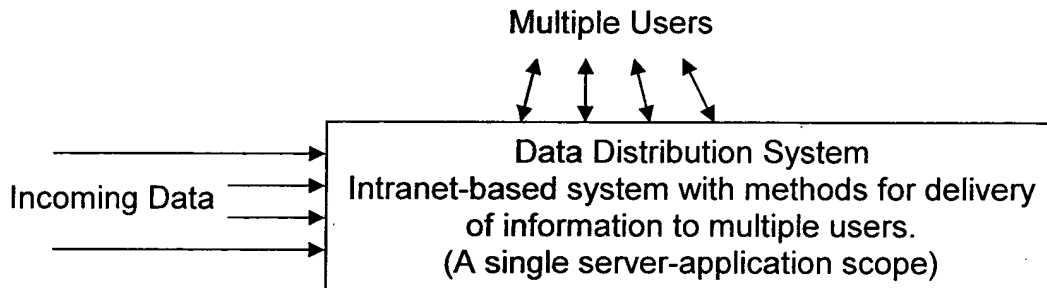 Multiple Users
Incoming Data
Data Distribution System
Intranet-based system with methods for delivery
of information to multiple users.
(A single server-application scope)